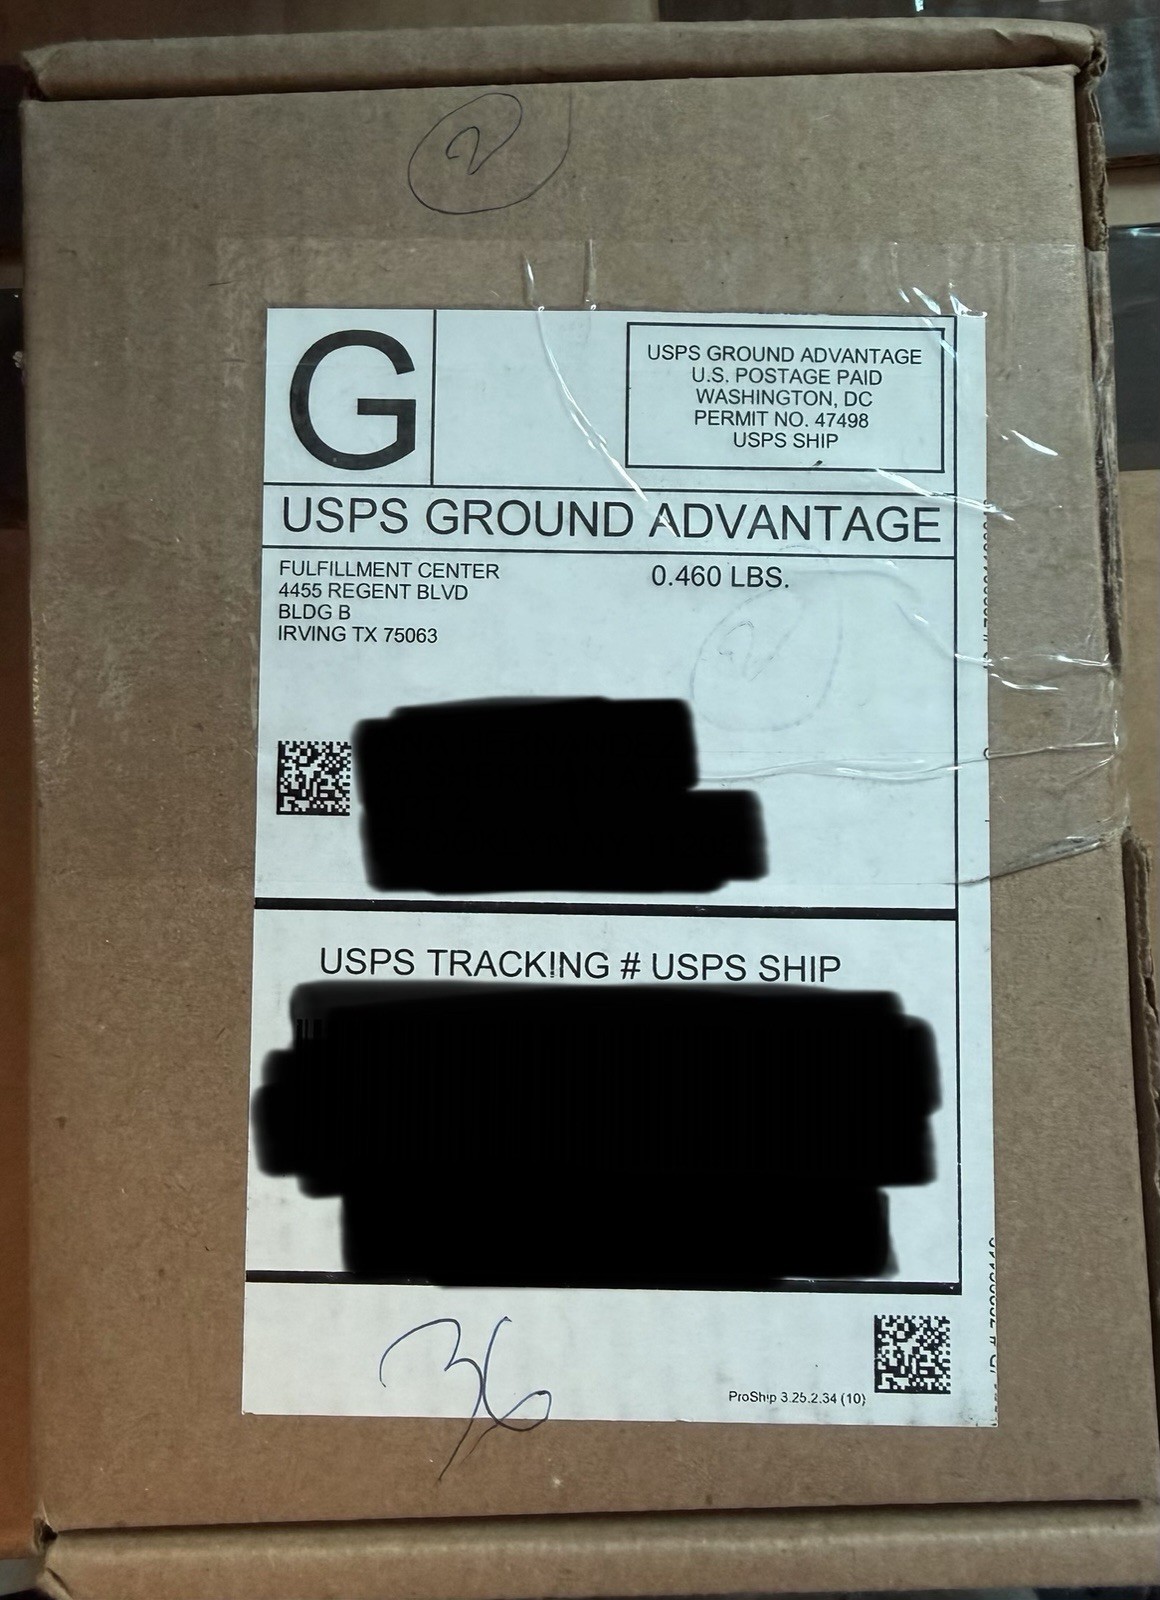 2
G
USPS GROUND ADVANTAGE
U.S. POSTAGE PAID
WASHINGTON, DC
PERMIT NO. 47498
USPS SHIP
USPS GROUND ADVANTAGE
FULFILLMENT CENTER
4455 REGENT BLVD
BLDG B
IRVING TX 75063
0.460 LBS.
2
USPS TRACKING # USPS SHIP
36
ProShip 3.25.2.34 (10)